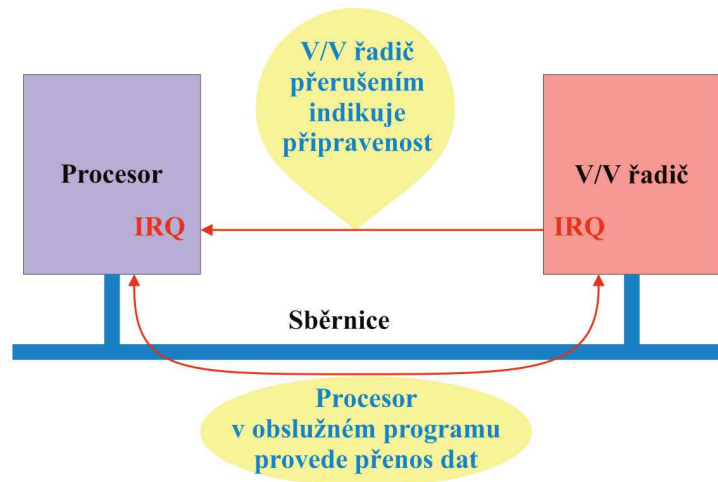 V/V řadič
přerušením
indikuje
připravenost
Procesor
V/V řadič
IRQ
IRQ
Sběrnice
Procesor
v obslužném programu
provede přenos dat